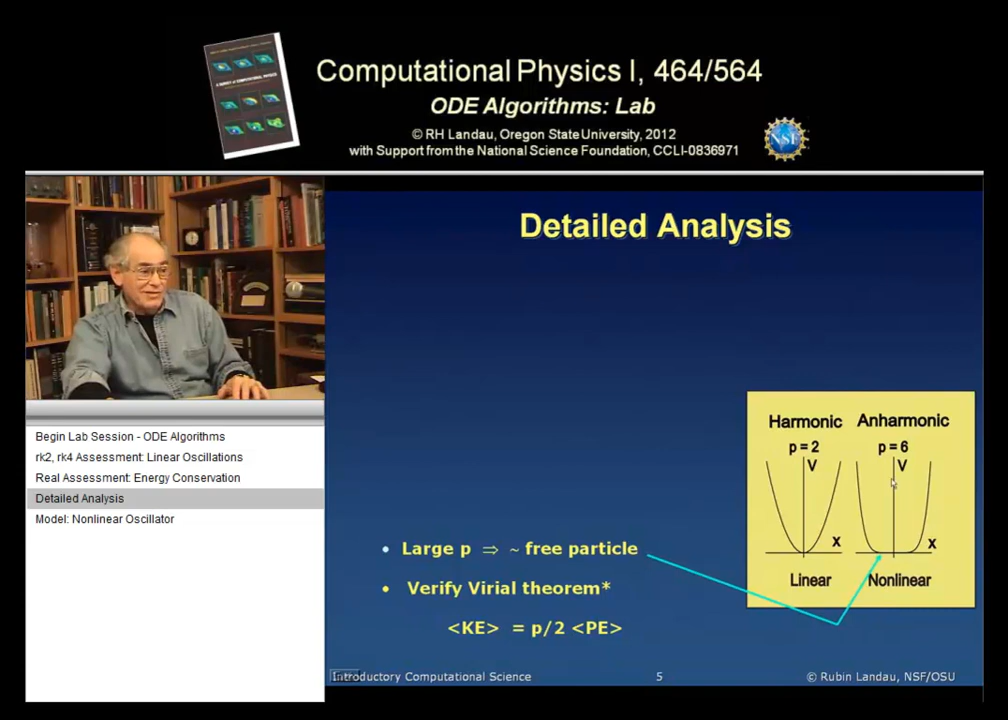 Computational Physics I, 464/564
ODE Algorithms: Lab
© RH Landau, Oregon State University, 2012
with Support from the National Science Foundation, CCLI-0836971
NSF
Detailed Analysis
Begin Lab Session - ODE Algorithms
rk2, rk4 Assessment: Linear Oscillations
Real Assessment: Energy Conservation
Detailed Analysis
Model: Nonlinear Oscillator
Harmonic Anharmonic
p = 2 p = 6
V V
x x
Linear Nonlinear
• Large p ⇒ ~ free particle
• Verify Virial theorem*
<KE> = p/2 <PE>
Introductory Computational Science 5 © Rubin Landau, NSF/OSU